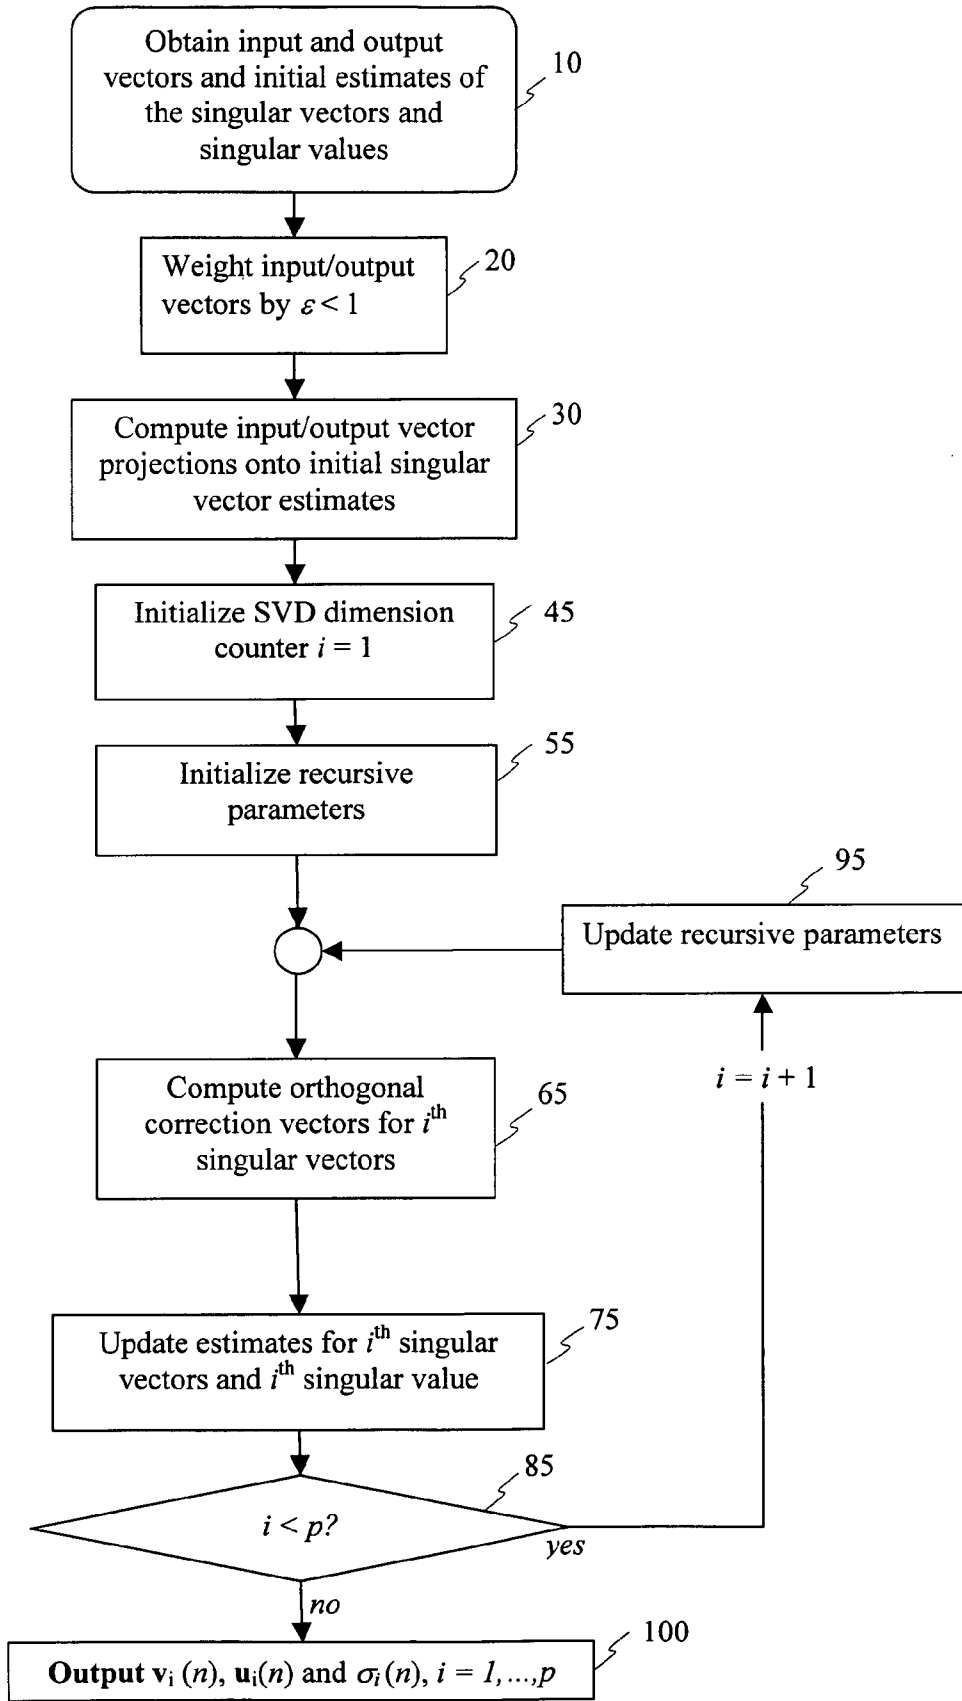 Obtain input and output
vectors and initial estimates of
the singular vectors and
singular values
10
Weight input/output
vectors by ε < 1
20
Compute input/output vector
projections onto initial singular
vector estimates
30
Initialize SVD dimension
counter i = 1
45
Initialize recursive
parameters
55
95
Update recursive parameters
i = i + 1
Compute orthogonal
correction vectors for iᵗʰ
singular vectors
65
Update estimates for iᵗʰ singular
vectors and iᵗʰ singular value
75
85
i < p?
yes
no
Output vᵢ (n), uᵢ(n) and σᵢ(n), i = 1,...,p
100